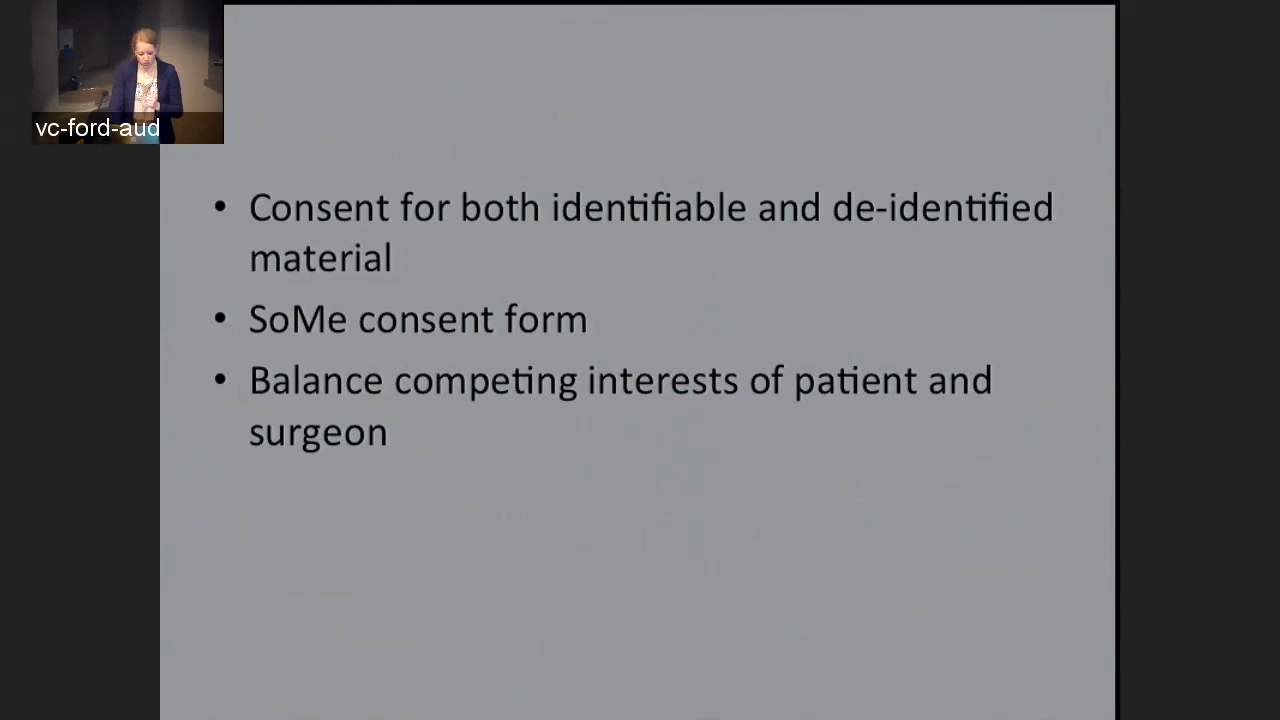 vc-ford-aud
• Consent for both identifiable and de-identified
material
• SoMe consent form
• Balance competing interests of patient and
surgeon